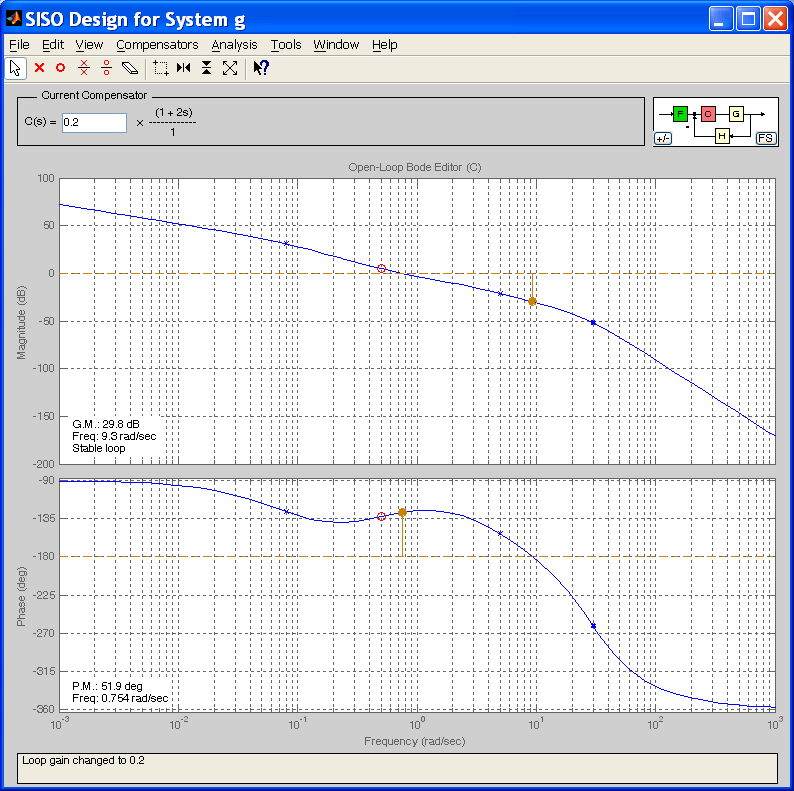 SISO Design for System g
File Edit View Compensators Analysis Tools Window Help
Current Compensator
C(s) = 0.2 × (1 + 2s)
------------
1
F C G
H
+/- FS
Open-Loop Bode Editor (C)
100
50
0
-50
-100
-150
-200
Magnitude (dB)
G.M.: 29.8 dB
Freq: 9.3 rad/sec
Stable loop
-90
-135
-180
-225
-270
-315
-360
Phase (deg)
P.M.: 51.9 deg
Freq: 0.754 rad/sec
10^-3 10^-2 10^-1 10^0 10^1 10^2 10^3
Frequency (rad/sec)
Loop gain changed to 0.2